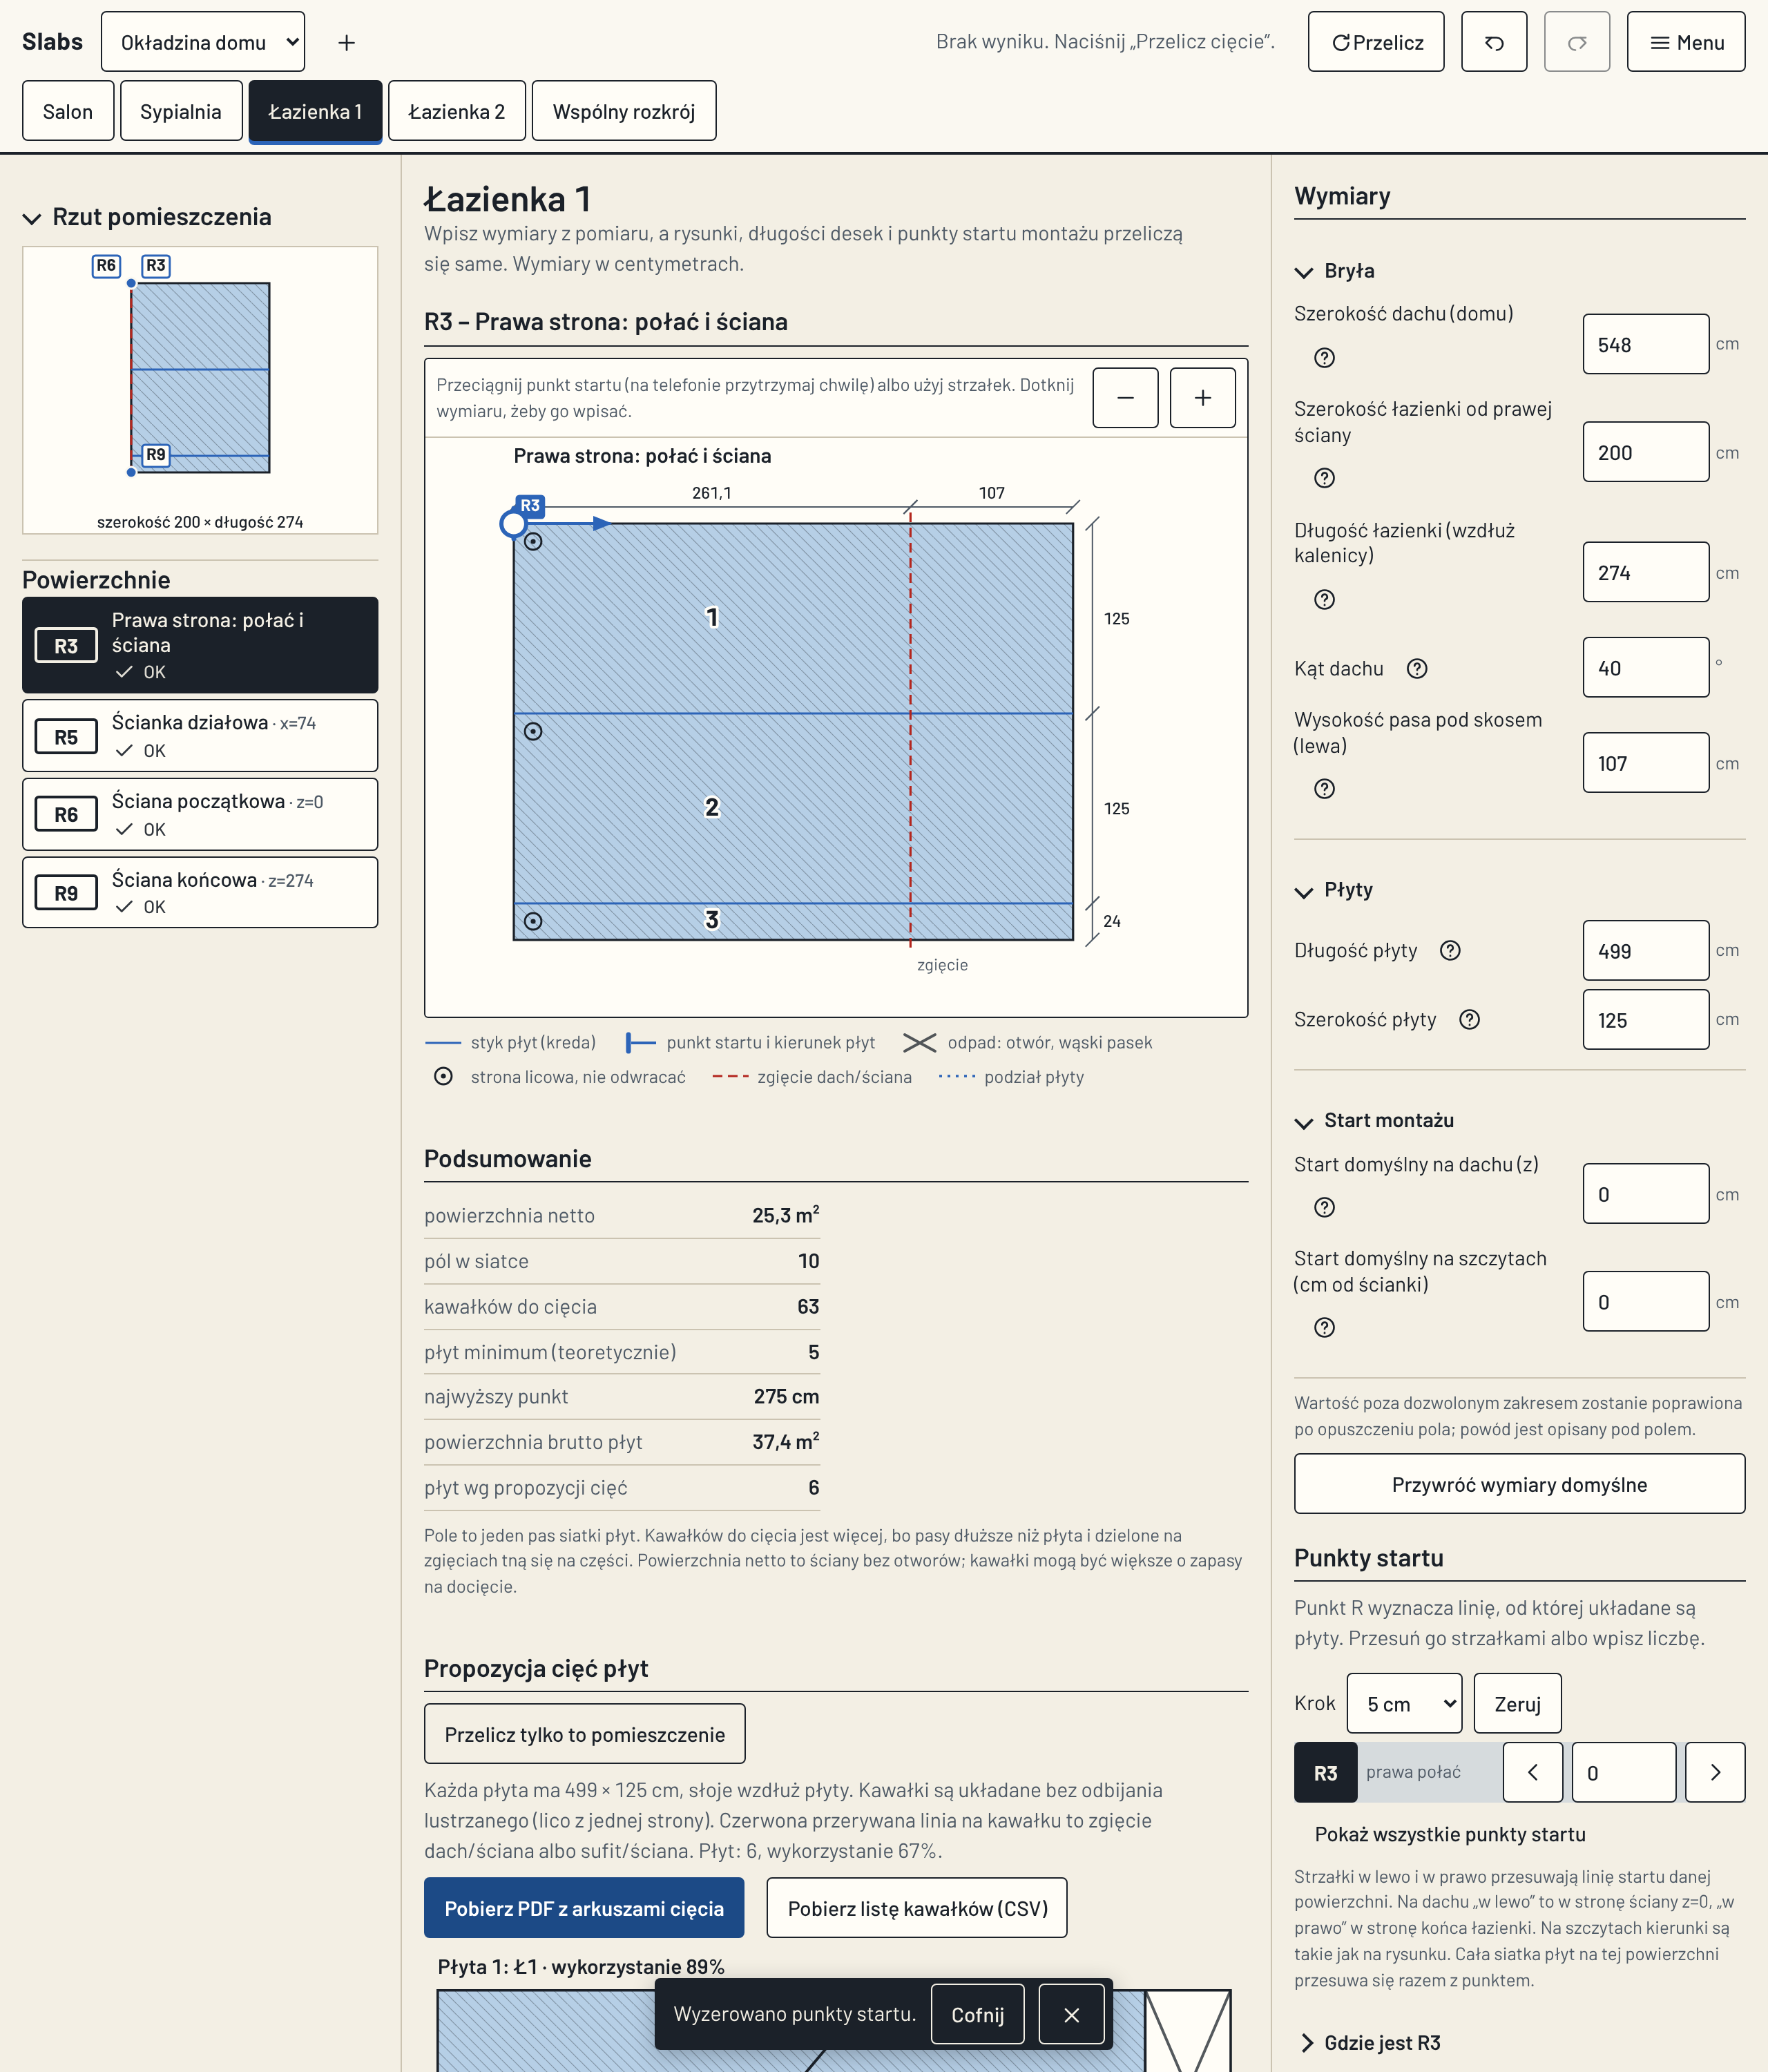 Slabs
Okładzina domu
+
Brak wyniku. Naciśnij „Przelicz cięcie”.
Przelicz
Menu
Salon
Sypialnia
Łazienka 1
Łazienka 2
Wspólny rozkrój
Rzut pomieszczenia
R6
R3
R9
szerokość 200 × długość 274
Powierzchnie
R3
Prawa strona: połać i
ściana
OK
R5
Ścianka działowa · x=74
OK
R6
Ściana początkowa · z=0
OK
R9
Ściana końcowa · z=274
OK
Łazienka 1
Wpisz wymiary z pomiaru, a rysunki, długości desek i punkty startu montażu przeliczą
się same. Wymiary w centymetrach.
R3 – Prawa strona: połać i ściana
Przeciągnij punkt startu (na telefonie przytrzymaj chwilę) albo użyj strzałek. Dotknij
wymiaru, żeby go wpisać.
−
+
Prawa strona: połać i ściana
261,1
107
R3
1
125
2
125
3
24
zgięcie
styk płyt (kreda)
punkt startu i kierunek płyt
odpad: otwór, wąski pasek
strona licowa, nie odwracać
zgięcie dach/ściana
podział płyty
Podsumowanie
powierzchnia netto 25,3 m²
pól w siatce 10
kawałków do cięcia 63
płyt minimum (teoretycznie) 5
najwyższy punkt 275 cm
powierzchnia brutto płyt 37,4 m²
płyt wg propozycji cięć 6
Pole to jeden pas siatki płyt. Kawałków do cięcia jest więcej, bo pasy dłuższe niż płyta i dzielone na
zgięciach tną się na części. Powierzchnia netto to ściany bez otworów; kawałki mogą być większe o zapasy
na docięcie.
Propozycja cięć płyt
Przelicz tylko to pomieszczenie
Każda płyta ma 499 × 125 cm, słoje wzdłuż płyty. Kawałki są układane bez odbijania
lustrzanego (lico z jednej strony). Czerwona przerywana linia na kawałku to zgięcie
dach/ściana albo sufit/ściana. Płyt: 6, wykorzystanie 67%.
Pobierz PDF z arkuszami cięcia
Pobierz listę kawałków (CSV)
Płyta 1: Ł1 · wykorzystanie 89%
Wyzerowano punkty startu.
Cofnij
Wymiary
Bryła
Szerokość dachu (domu)
?
548 cm
Szerokość łazienki od prawej
ściany
?
200 cm
Długość łazienki (wzdłuż
kalenicy)
?
274 cm
Kąt dachu ? 40 °
Wysokość pasa pod skosem
(lewa)
?
107 cm
Płyty
Długość płyty ? 499 cm
Szerokość płyty ? 125 cm
Start montażu
Start domyślny na dachu (z)
?
0 cm
Start domyślny na szczytach
(cm od ścianki)
?
0 cm
Wartość poza dozwolonym zakresem zostanie poprawiona
po opuszczeniu pola; powód jest opisany pod polem.
Przywróć wymiary domyślne
Punkty startu
Punkt R wyznacza linię, od której układane są
płyty. Przesuń go strzałkami albo wpisz liczbę.
Krok 5 cm Zeruj
R3 prawa połać 0
Pokaż wszystkie punkty startu
Strzałki w lewo i w prawo przesuwają linię startu danej
powierzchni. Na dachu „w lewo” to w stronę ściany z=0, „w
prawo” w stronę końca łazienki. Na szczytach kierunki są
takie jak na rysunku. Cała siatka płyt na tej powierzchni
przesuwa się razem z punktem.
Gdzie jest R3